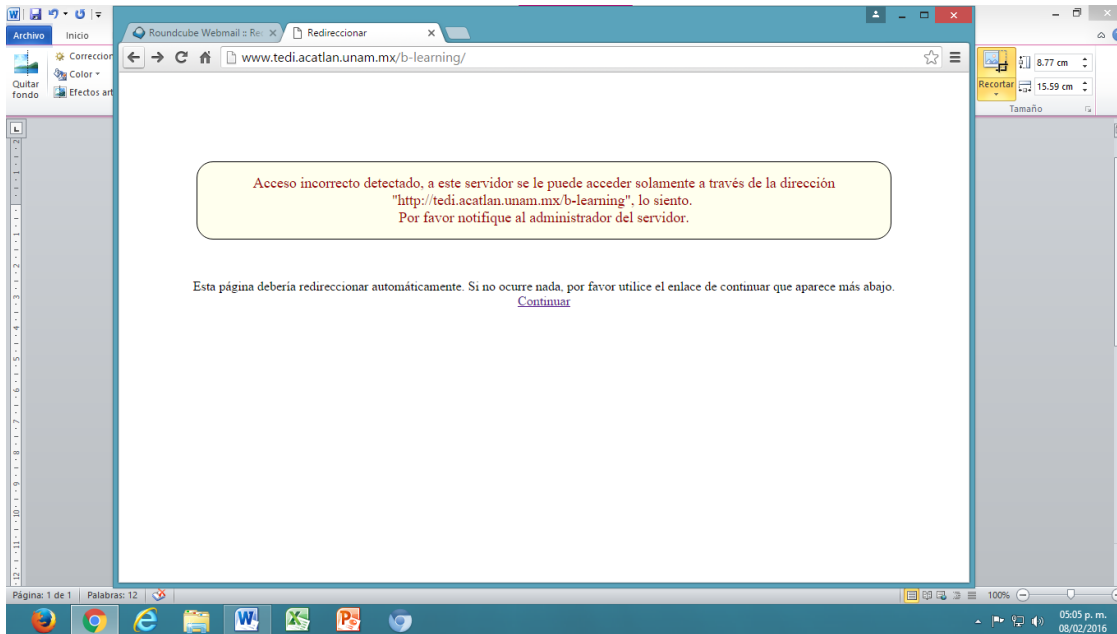 Archivo Inicio
Correccion
Color
Efectos art
Quitar
fondo
Roundcube Webmail :: Re
Redireccionar
www.tedi.acatlan.unam.mx/b-learning/
8.77 cm
Recortar
15.59 cm
Tamaño
Acceso incorrecto detectado, a este servidor se le puede acceder solamente a través de la dirección
"http://tedi.acatlan.unam.mx/b-learning", lo siento.
Por favor notifique al administrador del servidor.
Esta página debería redireccionar automáticamente. Si no ocurre nada, por favor utilice el enlace de continuar que aparece más abajo.
Continuar
Página: 1 de 1 Palabras: 12
100%
05:05 p. m.
08/02/2016